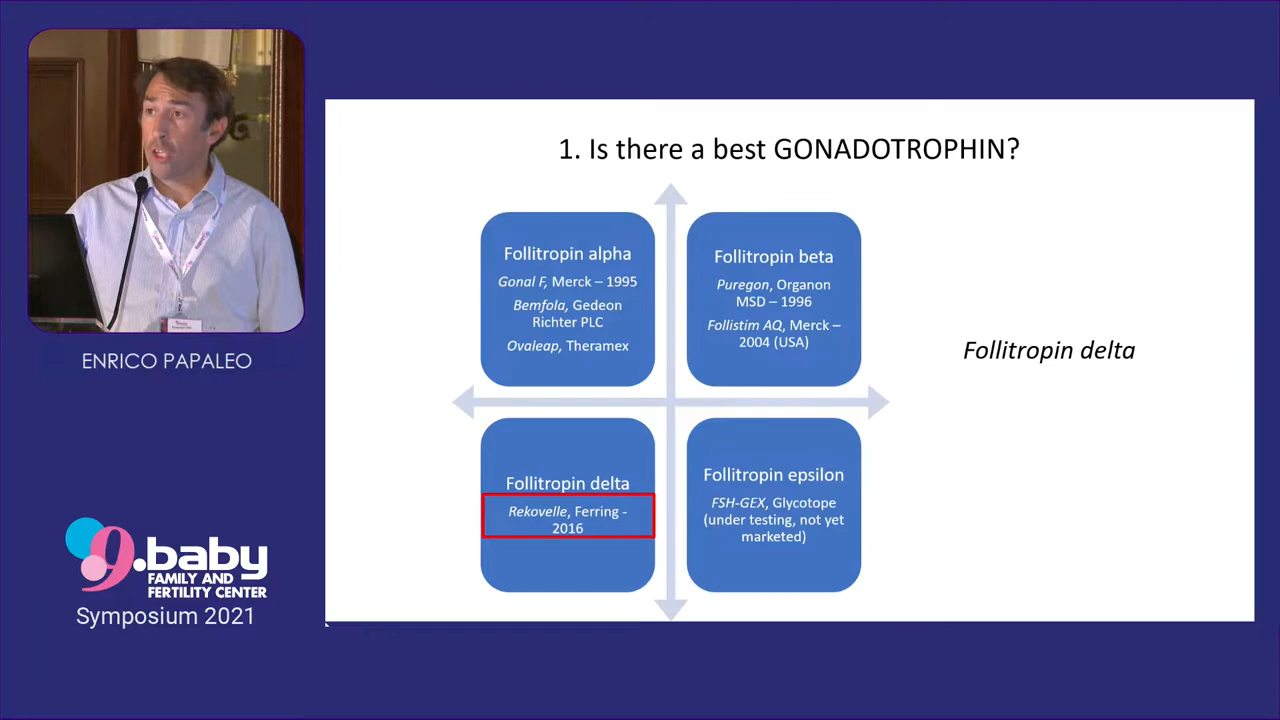 1. Is there a best GONADOTROPHIN?
Follitropin alpha
Gonal F, Merck – 1995
Bemfola, Gedeon
Richter PLC
Ovaleap, Theramex
Follitropin beta
Puregon, Organon
MSD – 1996
Follistim AQ, Merck –
2004 (USA)
Follitropin delta
Follitropin delta
Rekovelle, Ferring -
2016
Follitropin epsilon
FSH-GEX, Glycotope
(under testing, not yet
marketed)
ENRICO PAPALEO
9.baby
FAMILY AND
FERTILITY CENTER
Symposium 2021